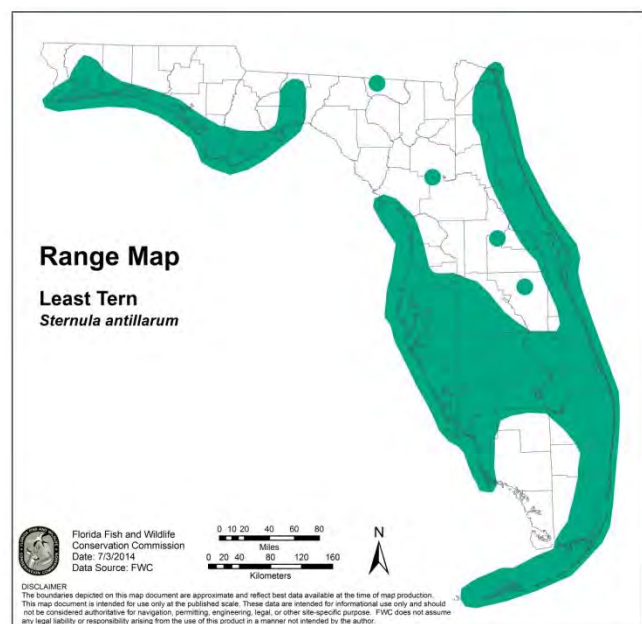 Range Map
Least Tern
Sternula antillarum
Florida Fish and Wildlife
Conservation Commission
Date: 7/3/2014
Data Source: FWC
0 10 20 40 60 80
Miles
0 20 40 80 120 160
Kilometers
N
DISCLAIMER
The boundaries depicted on this map document are approximate and reflect best data available at the time of map production.
This map document is intended for use only at the published scale. These data are intended for informational use only and should
not be considered authoritative for navigation, permitting, engineering, legal, or other site-specific purpose. FWC does not assume
any legal liability or responsibility arising from the use of this product in a manner not intended by the author.